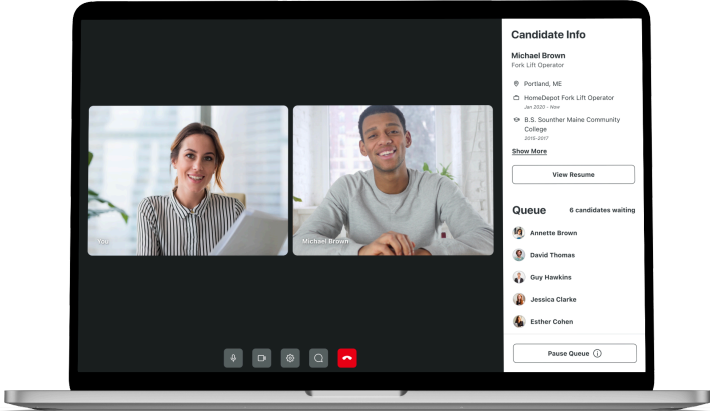 Candidate Info
Michael Brown
Fork Lift Operator
Portland, ME
HomeDepot Fork Lift Operator
Jan 2020 - Now
B.S. Sounther Maine Community
College
2015-2017
Show More
View Resume
Queue 6 candidates waiting
Annette Brown
David Thomas
Guy Hawkins
Jessica Clarke
Esther Cohen
Pause Queue
You
Michael Brown